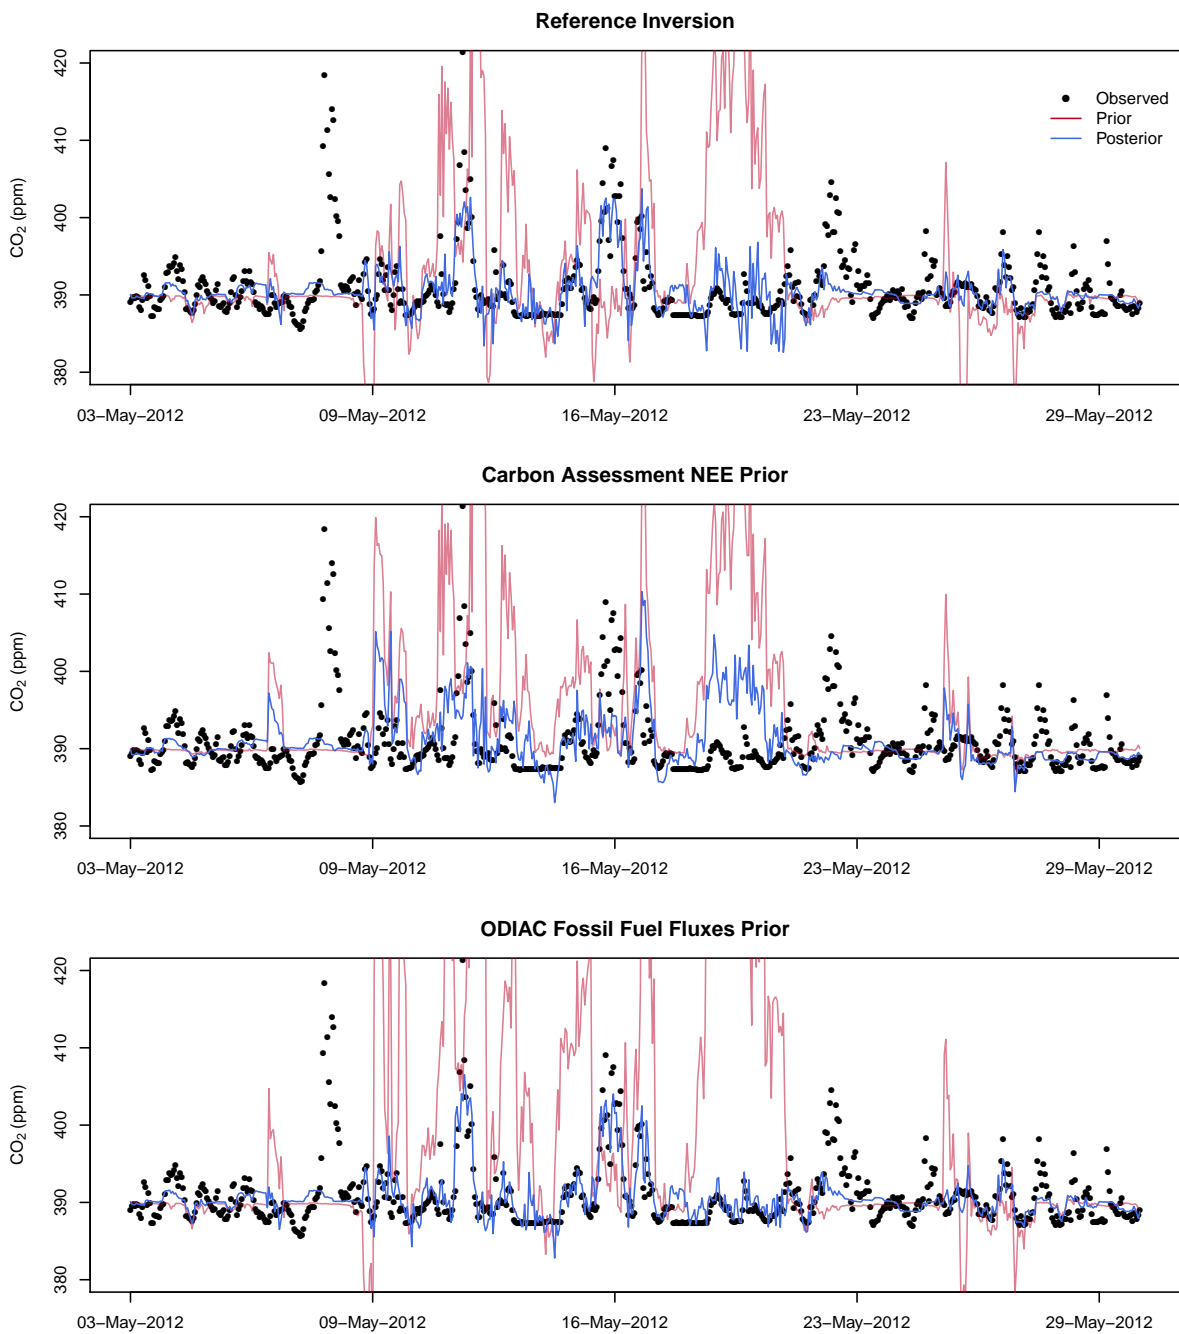 Reference Inversion
420
410
400
390
380
CO2 (ppm)
Observed
Prior
Posterior
03−May−2012 09−May−2012 16−May−2012 23−May−2012 29−May−2012
Carbon Assessment NEE Prior
420
410
400
390
380
CO2 (ppm)
03−May−2012 09−May−2012 16−May−2012 23−May−2012 29−May−2012
ODIAC Fossil Fuel Fluxes Prior
420
410
400
390
380
CO2 (ppm)
03−May−2012 09−May−2012 16−May−2012 23−May−2012 29−May−2012